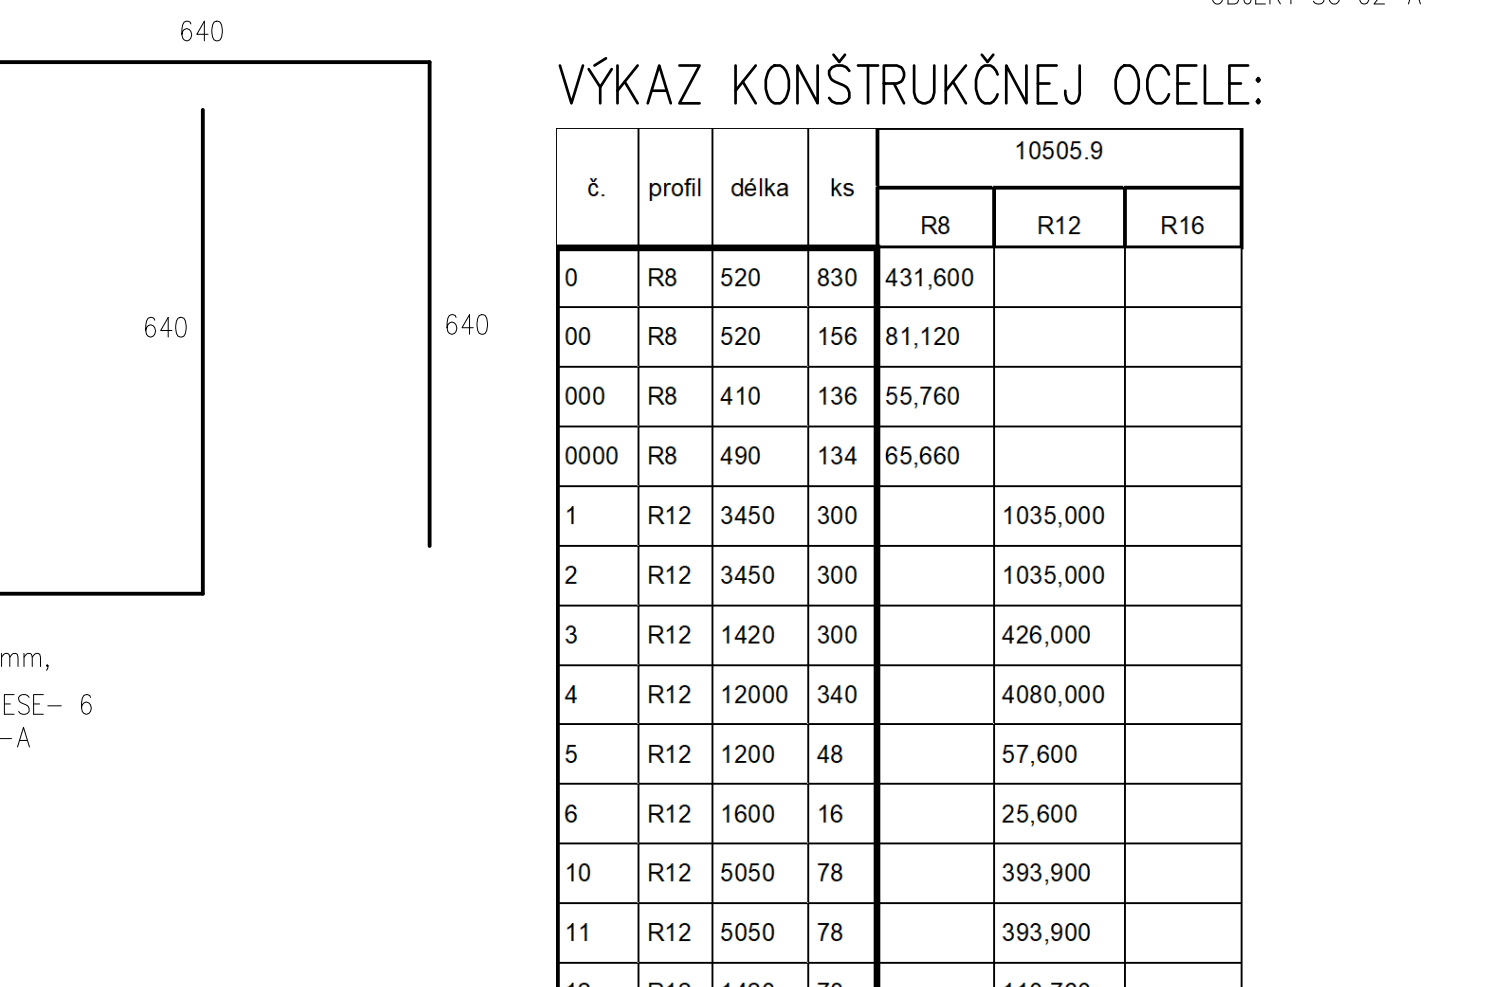 640
VÝKAZ KONŠTRUKČNEJ OCELE:
640
640
mm,
ESE– 6
–A
č. profil délka ks 10505.9
R8 R12 R16
0 R8 520 830 431,600
00 R8 520 156 81,120
000 R8 410 136 55,760
0000 R8 490 134 65,660
1 R12 3450 300 1035,000
2 R12 3450 300 1035,000
3 R12 1420 300 426,000
4 R12 12000 340 4080,000
5 R12 1200 48 57,600
6 R12 1600 16 25,600
10 R12 5050 78 393,900
11 R12 5050 78 393,900